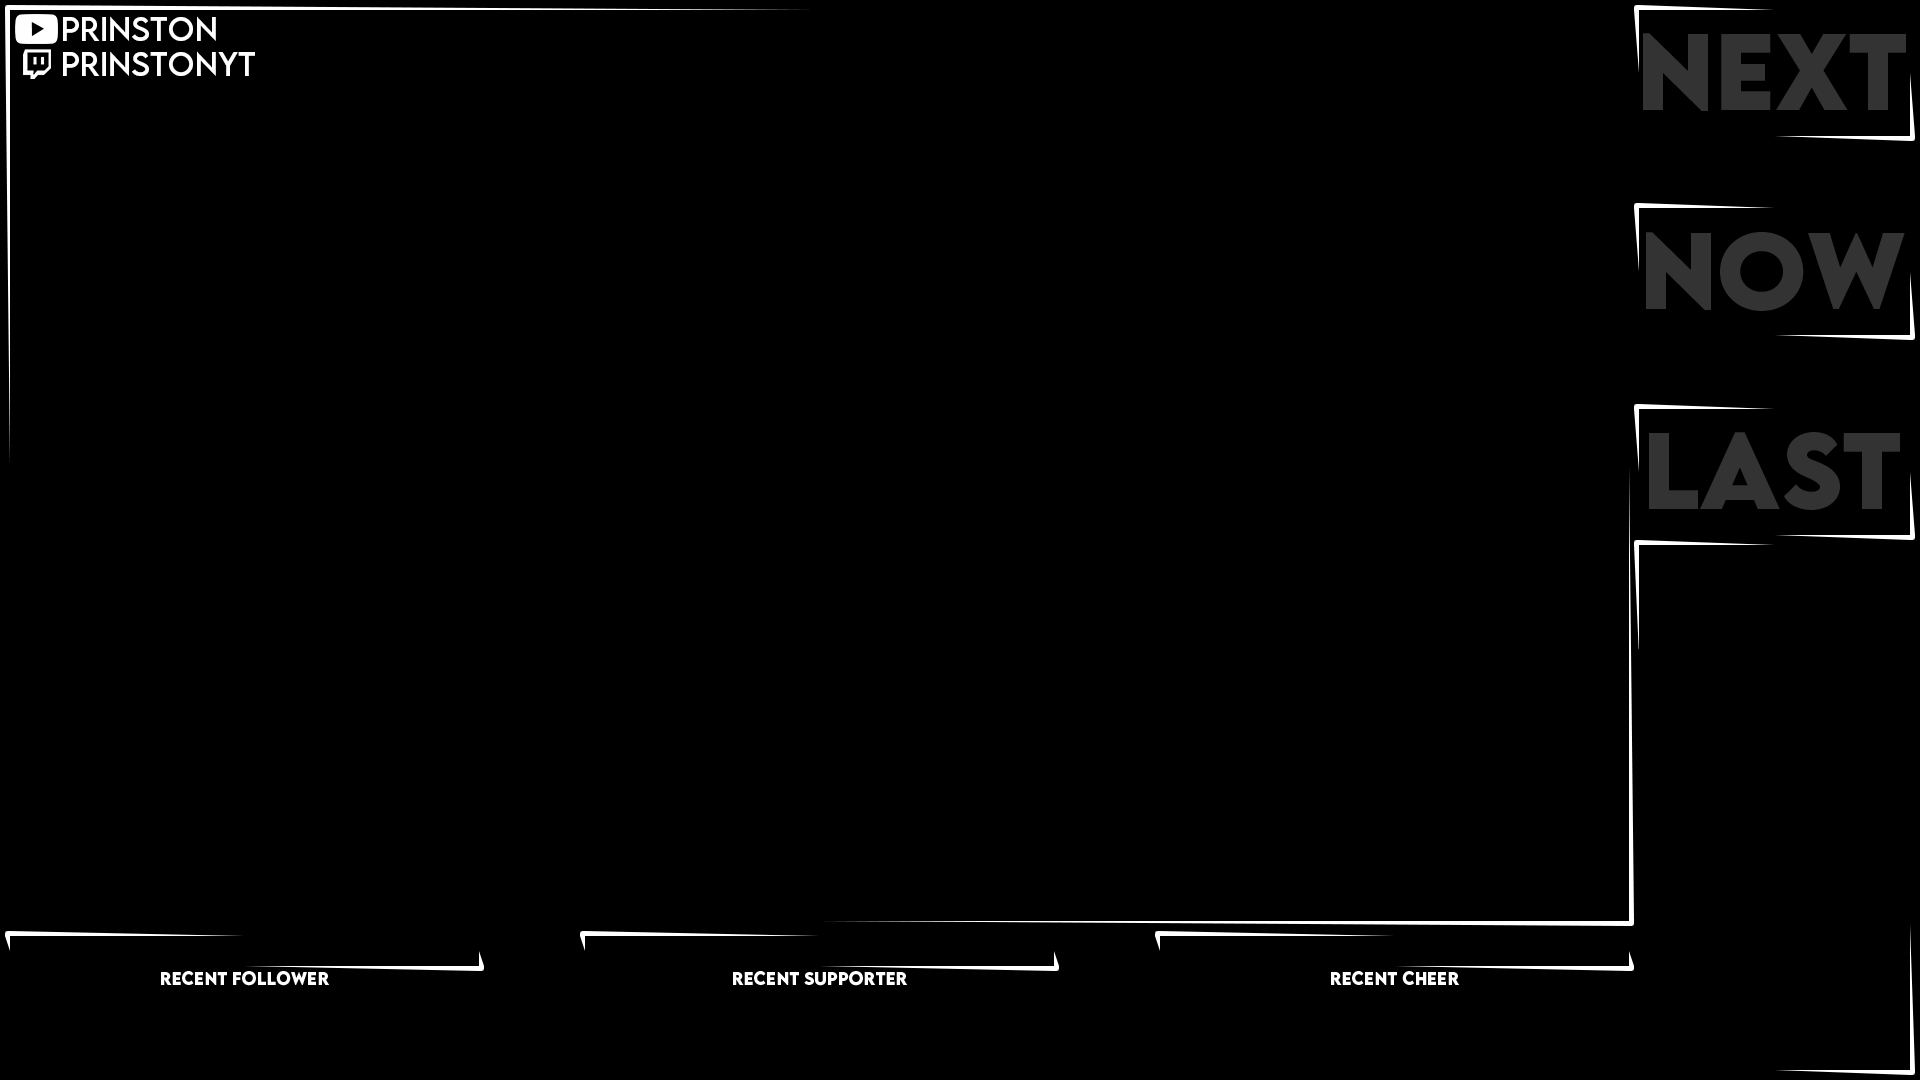 PRINSTON
PRINSTONYT
NEXT
NOW
LAST
RECENT FOLLOWER
RECENT SUPPORTER
RECENT CHEER